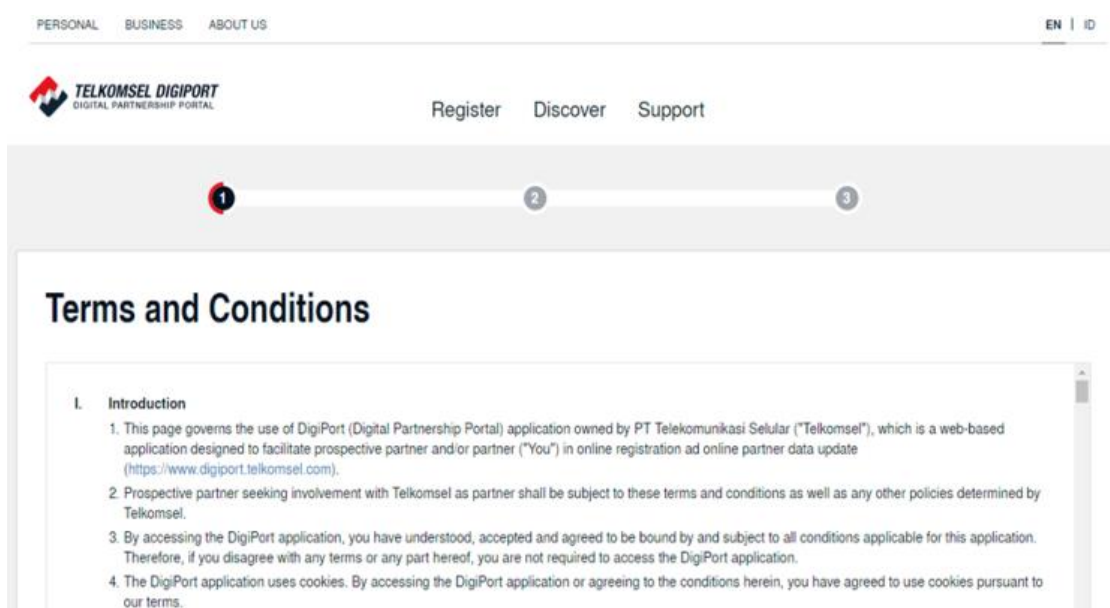 PERSONAL BUSINESS ABOUT US EN | ID
TELKOMSEL DIGIPORT
DIGITAL PARTNERSHIP PORTAL
Register Discover Support
1 2 3
Terms and Conditions
I. Introduction
1. This page governs the use of DigiPort (Digital Partnership Portal) application owned by PT Telekomunikasi Selular ("Telkomsel"), which is a web-based
application designed to facilitate prospective partner and/or partner ("You") in online registration ad online partner data update
(https://www.digiport.telkomsel.com).
2. Prospective partner seeking involvement with Telkomsel as partner shall be subject to these terms and conditions as well as any other policies determined by
Telkomsel.
3. By accessing the DigiPort application, you have understood, accepted and agreed to be bound by and subject to all conditions applicable for this application.
Therefore, if you disagree with any terms or any part hereof, you are not required to access the DigiPort application.
4. The DigiPort application uses cookies. By accessing the DigiPort application or agreeing to the conditions herein, you have agreed to use cookies pursuant to
our terms.